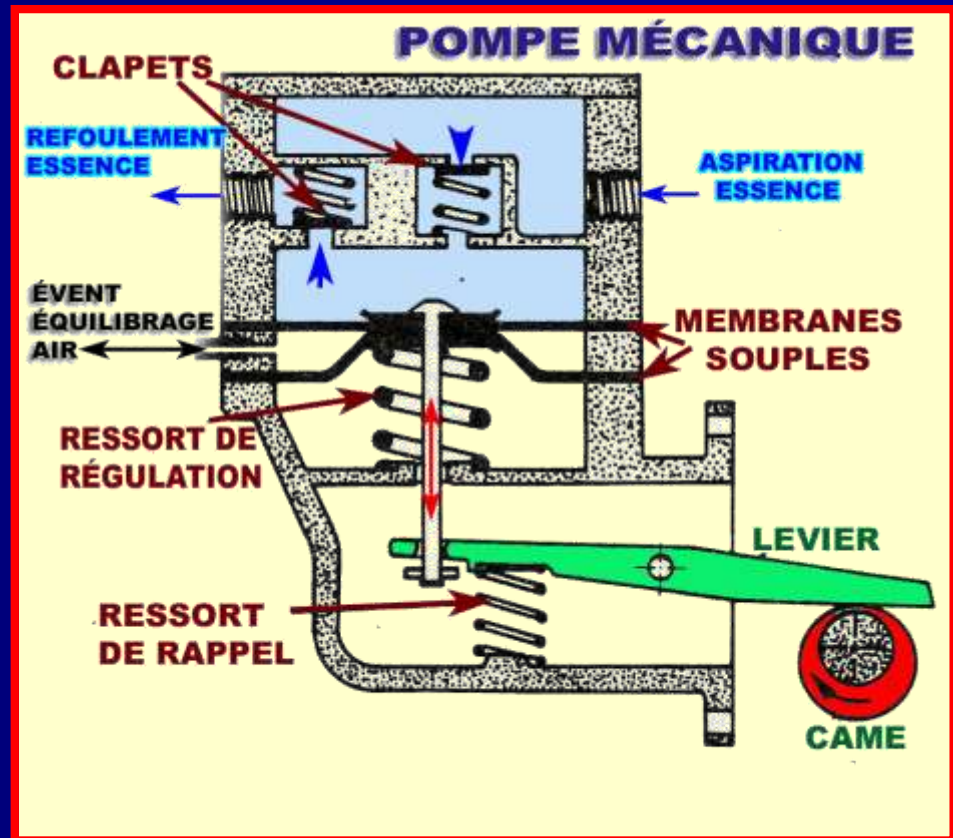 POMPE MÉCANIQUE
CLAPETS
REFOULEMENT
ESSENCE
ASPIRATION
ESSENCE
ÉVENT
ÉQUILIBRAGE
AIR
MEMBRANES
SOUPLES
RESSORT DE
RÉGULATION
LEVIER
RESSORT
DE RAPPEL
CAME